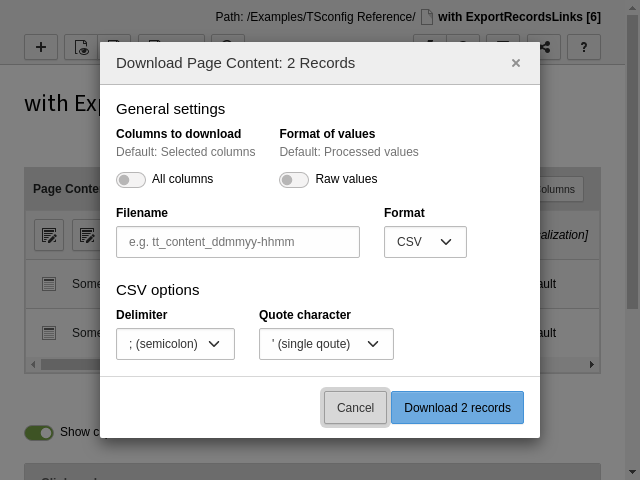 Path: /Examples/TSconfig Reference/ with ExportRecordsLinks [6]
+ ?
Download Page Content: 2 Records ×
with Exp
General settings
Columns to download Format of values
Default: Selected columns Default: Processed values
All columns Raw values
Page Conte olumns
Filename Format
e.g. tt_content_ddmmyy-hhmm CSV
alization]
Some ault
CSV options
Delimiter Quote character
Some ault
; (semicolon) ' (single qoute)
Cancel Download 2 records
Show c